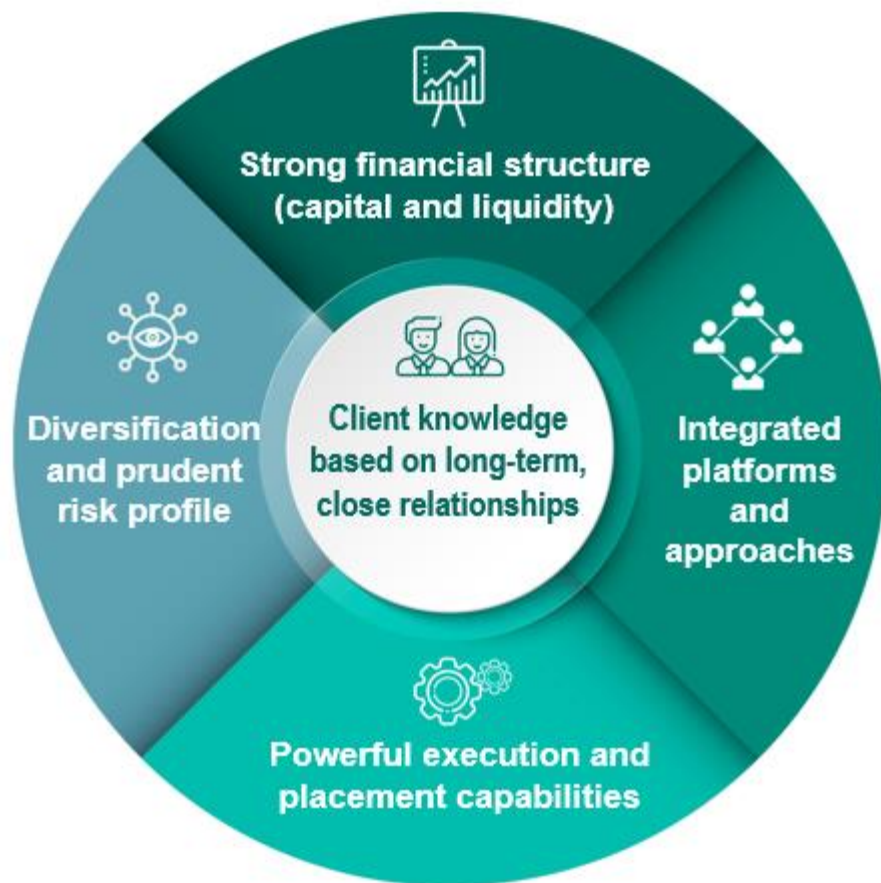 Strong financial structure
(capital and liquidity)
Diversification
and prudent
risk profile
Client knowledge
based on long-term,
close relationships
Integrated
platforms
and
approaches
Powerful execution and
placement capabilities